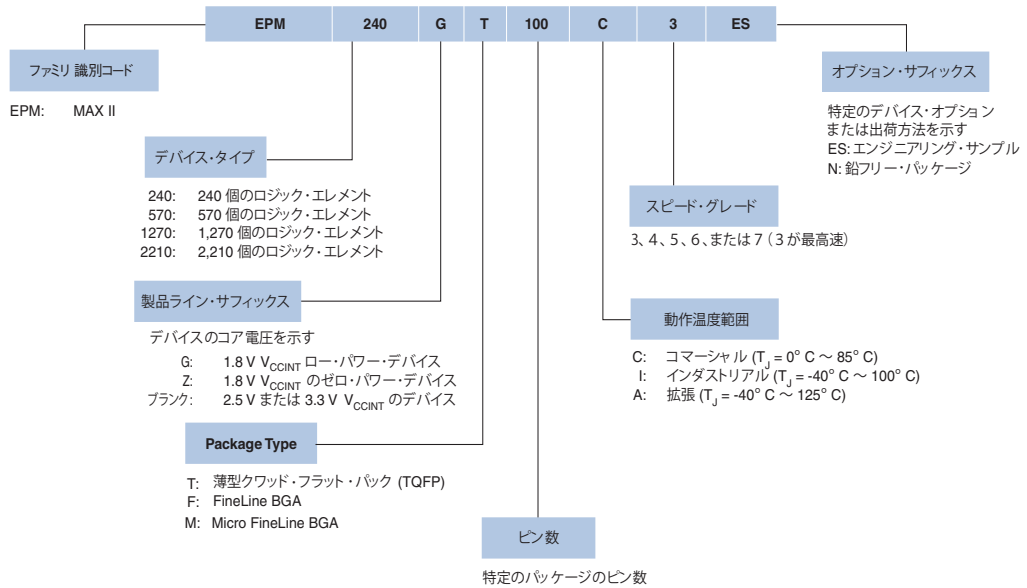 EPM 240 G T 100 C 3 ES
ファミリ 識別コード
EPM: MAX II
オプション・サフィックス
特定のデバイス・オプション
または出荷方法を示す
ES: エンジニアリング・サンプル
N: 鉛フリー・パッケージ
デバイス・タイプ
240: 240 個のロジック・エレメント
570: 570 個のロジック・エレメント
1270: 1,270 個のロジック・エレメント
2210: 2,210 個のロジック・エレメント
スピード・グレード
3、4、5、6、または 7 ( 3 が最高速)
製品ライン・サフィックス
デバイスのコア電圧を示す
G: 1.8 V VCCINT ロー・パワー・デバイス
Z: 1.8 V VCCINT のゼロ・パワー・デバイス
ブランク: 2.5 V または 3.3 V VCCINT のデバイス
動作温度範囲
C: コマーシャル (TJ = 0° C ～ 85° C)
I: インダストリアル (TJ = -40° C ～ 100° C)
A: 拡張 (TJ = -40° C ～ 125° C)
Package Type
T: 薄型クワッド・フラット・パック (TQFP)
F: FineLine BGA
M: Micro FineLine BGA
ピン数
特定のパッケージのピン数